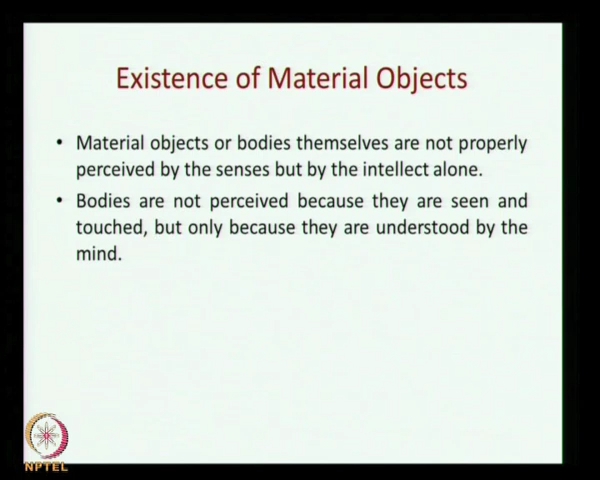 Existence of Material Objects
• Material objects or bodies themselves are not properly
perceived by the senses but by the intellect alone.
• Bodies are not perceived because they are seen and
touched, but only because they are understood by the
mind.
NPTEL